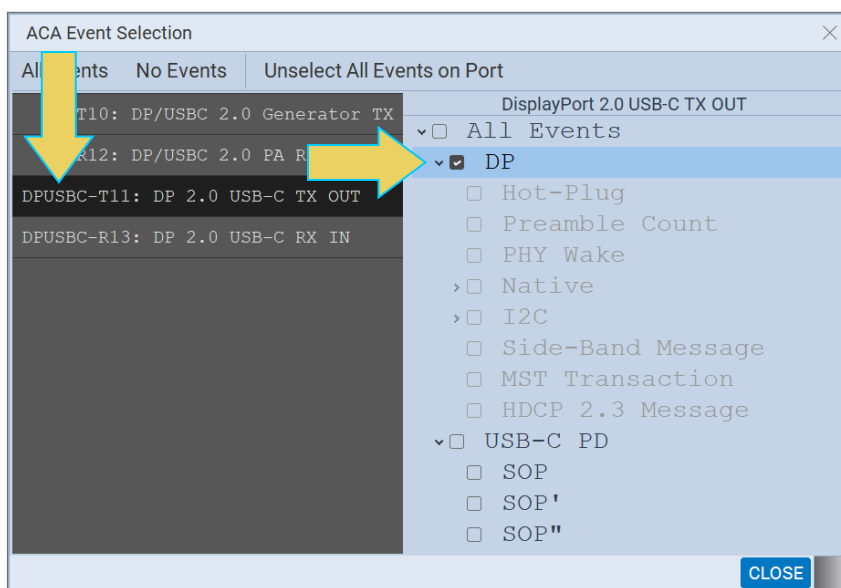 ACA Event Selection
All Events No Events Unselect All Events on Port
T10: DP/USBC 2.0 Generator TX
R12: DP/USBC 2.0 PA R
DPUSBC-T11: DP 2.0 USB-C TX OUT
DPUSBC-R13: DP 2.0 USB-C RX IN
DisplayPort 2.0 USB-C TX OUT
All Events
DP
Hot-Plug
Preamble Count
PHY Wake
Native
I2C
Side-Band Message
MST Transaction
HDCP 2.3 Message
USB-C PD
SOP
SOP'
SOP"
CLOSE